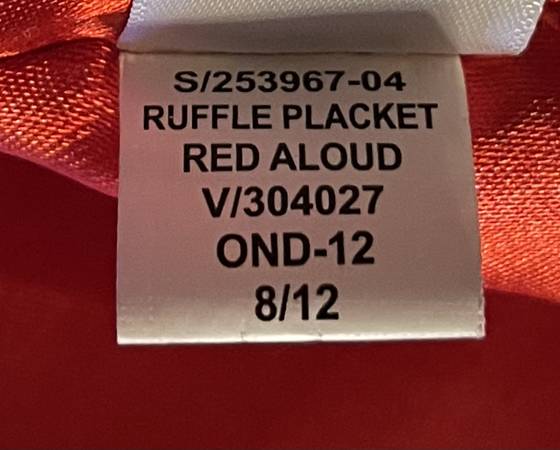 S/253967-04
RUFFLE PLACKET
RED ALOUD
V/304027
OND-12
8/12